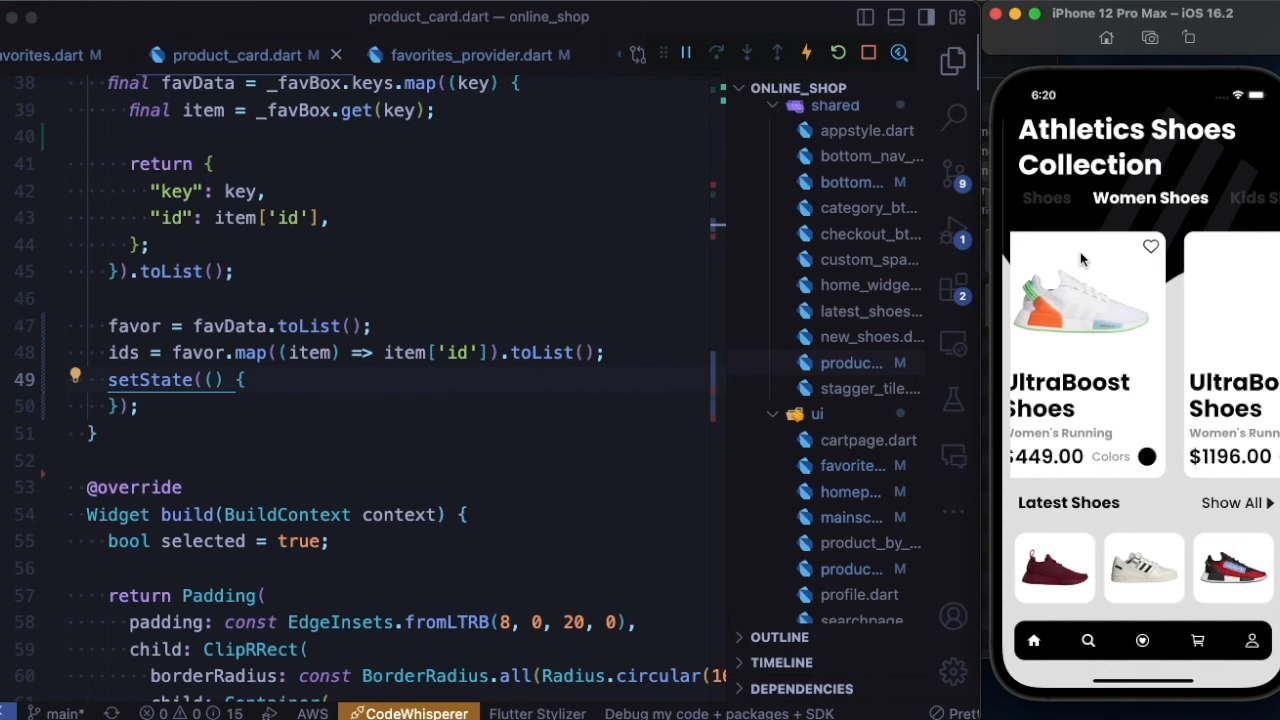 product_card.dart — online_shop
avorites.dart M
product_card.dart M
favorites_provider.dart M
38 final favData = _favBox.keys.map((key) {
39 final item = _favBox.get(key);
40
41 return {
42 "key": key,
43 "id": item['id'],
44 };
45 }).toList();
46
47 favor = favData.toList();
48 ids = favor.map((item) => item['id']).toList();
49 setState(() {
50 });
51 }
52
53 @override
54 Widget build(BuildContext context) {
55 bool selected = true;
56
57 return Padding(
58 padding: const EdgeInsets.fromLTRB(8, 0, 20, 0),
59 child: ClipRRect(
60 borderRadius: const BorderRadius.all(Radius.circular(16
61 child: Container(
main*
0 0 15
AWS
CodeWhisperer
Flutter Stylizer
Debug my code + packages + SDK
Prett
ONLINE_SHOP
shared
appstyle.dart
bottom_nav_...
bottom... M
category_bt...
checkout_bt...
custom_spa...
home_widge...
latest_shoes...
new_shoes.d...
produc... M
stagger_tile....
ui
cartpage.dart
favorite... M
homep... M
mainsc... M
product_by_...
produc... M
profile.dart
searchpage
OUTLINE
TIMELINE
DEPENDENCIES
9
1
2
iPhone 12 Pro Max – iOS 16.2
6:20
Athletics Shoes
Collection
Shoes Women Shoes Kids S
UltraBoost
Shoes
Women's Running
$449.00 Colors
UltraBo
Shoes
Women's Runn
$1196.00
Latest Shoes
Show All